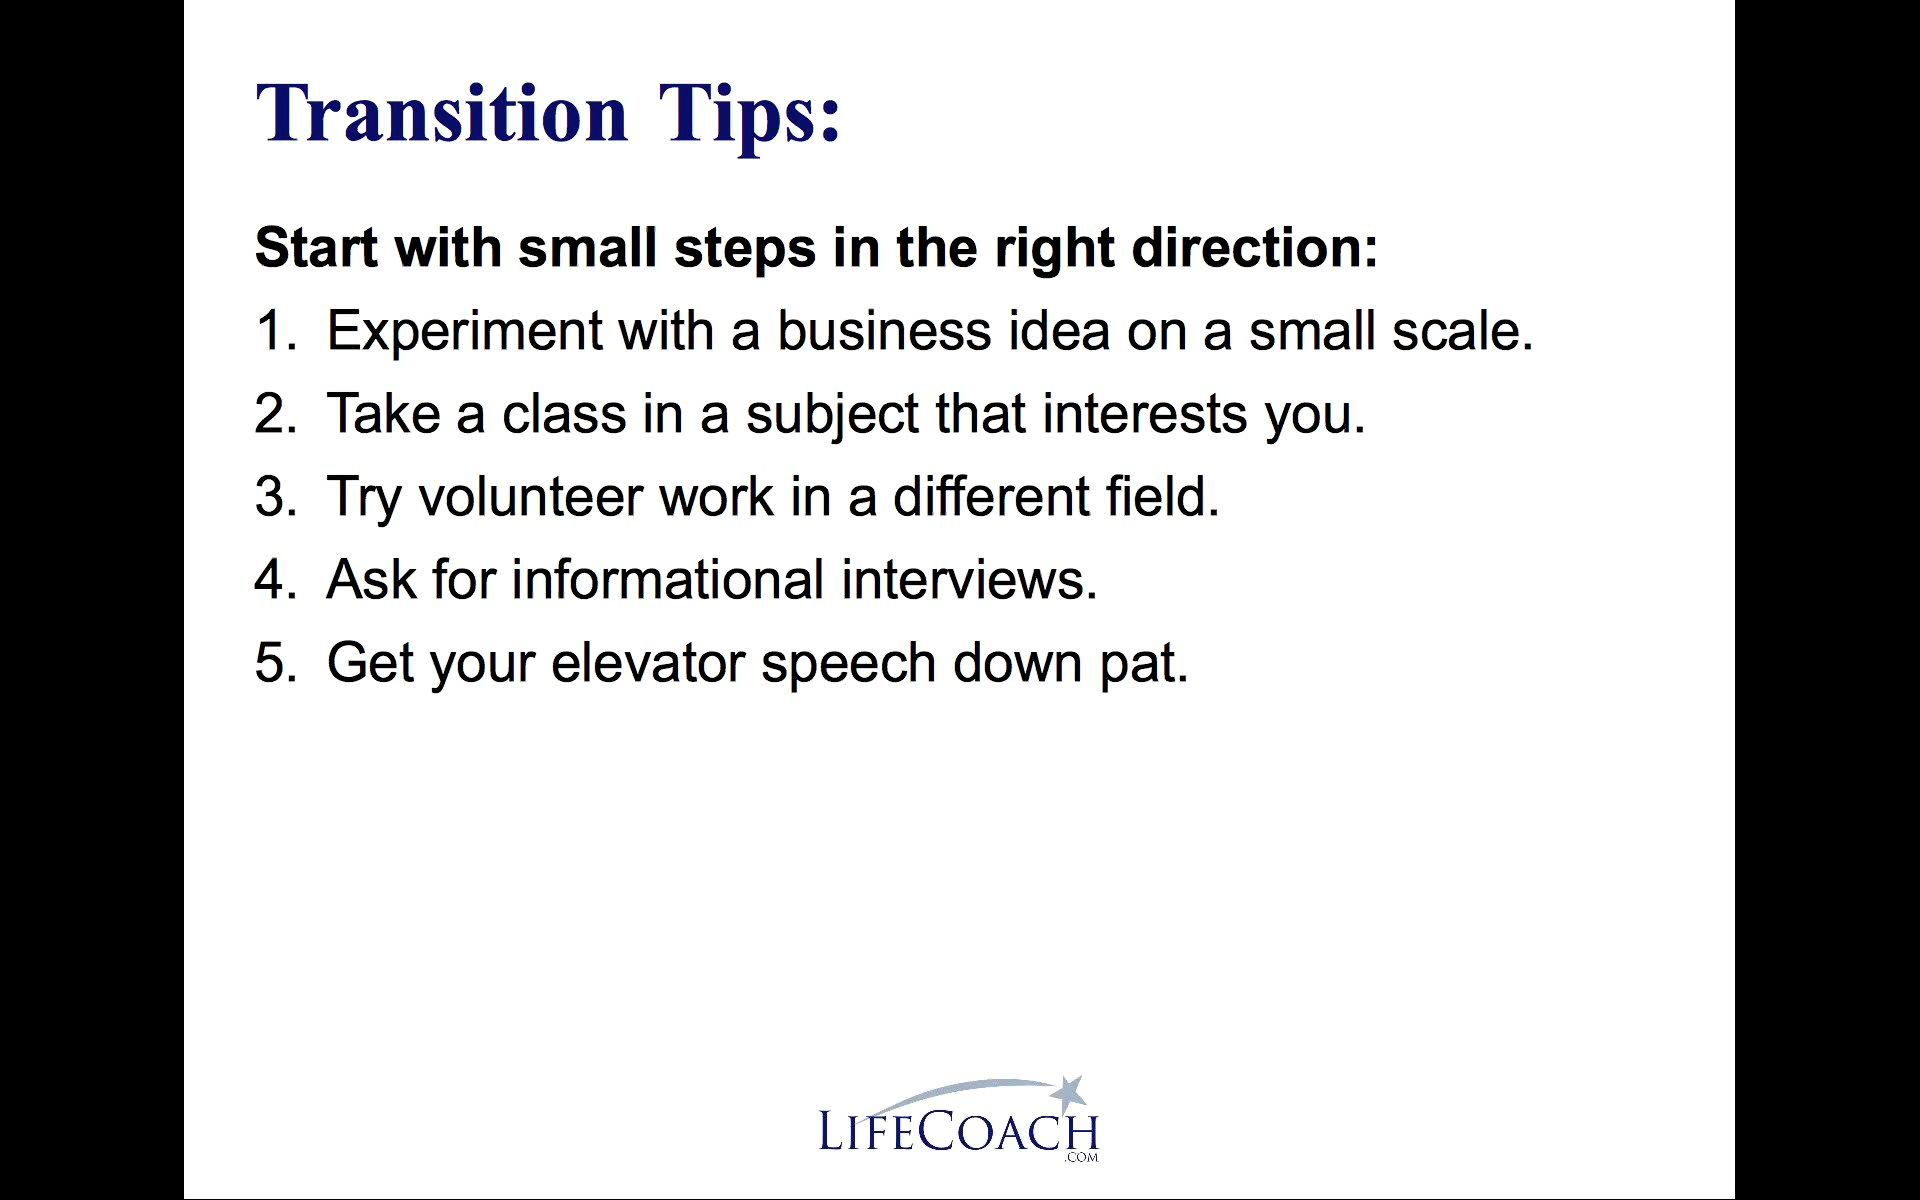 Transition Tips:
Start with small steps in the right direction:
1. Experiment with a business idea on a small scale.
2. Take a class in a subject that interests you.
3. Try volunteer work in a different field.
4. Ask for informational interviews.
5. Get your elevator speech down pat.
LIFECOACH
.COM